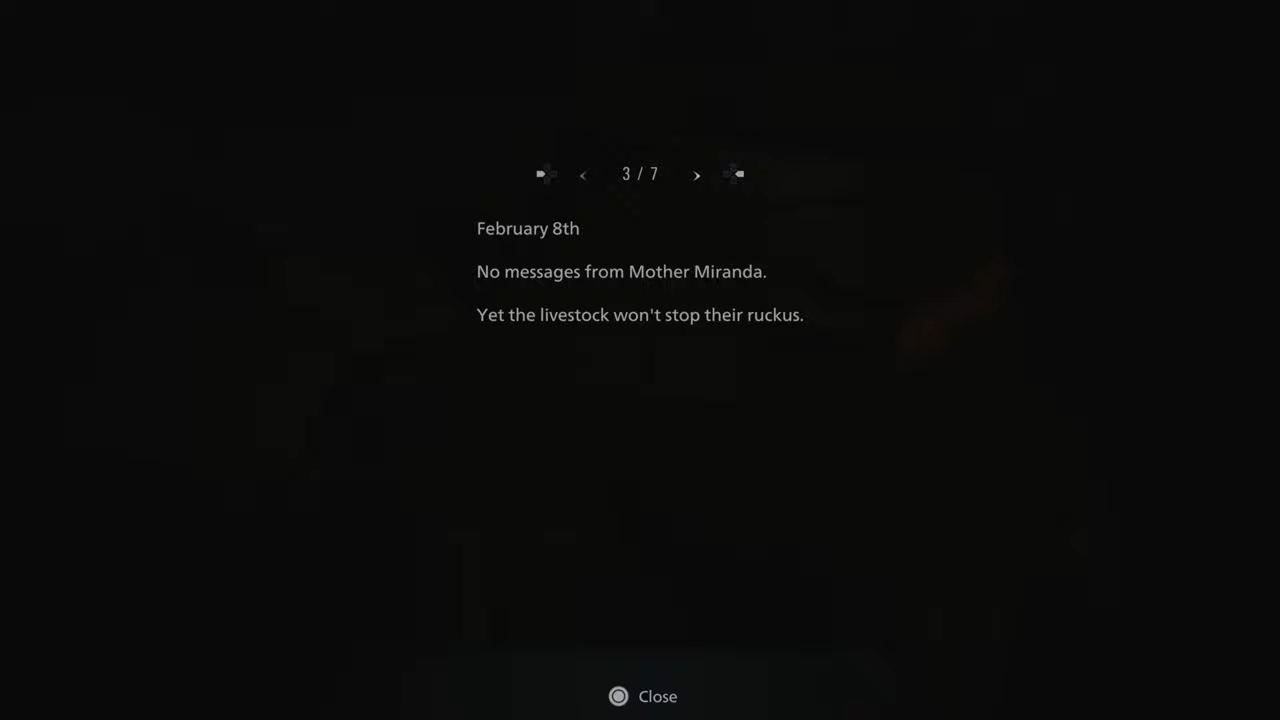 3 / 7
February 8th
No messages from Mother Miranda.
Yet the livestock won't stop their ruckus.
Close